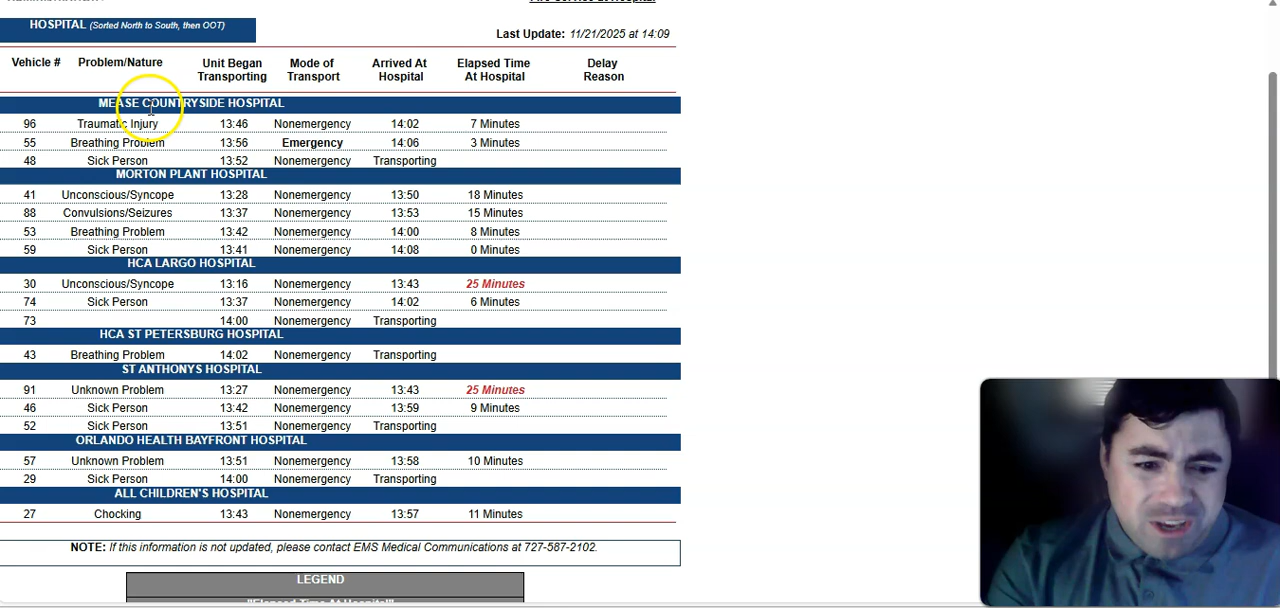 HOSPITAL (Sorted North to South, then OOT)
Last Update: 11/21/2025 at 14:09
Vehicle # Problem/Nature Unit Began Transporting Mode of Transport Arrived At Hospital Elapsed Time At Hospital Delay Reason
MEASE COUNTRYSIDE HOSPITAL
96 Traumatic Injury 13:46 Nonemergency 14:02 7 Minutes
55 Breathing Problem 13:56 Emergency 14:06 3 Minutes
48 Sick Person 13:52 Nonemergency Transporting
MORTON PLANT HOSPITAL
41 Unconscious/Syncope 13:28 Nonemergency 13:50 18 Minutes
88 Convulsions/Seizures 13:37 Nonemergency 13:53 15 Minutes
53 Breathing Problem 13:42 Nonemergency 14:00 8 Minutes
59 Sick Person 13:41 Nonemergency 14:08 0 Minutes
HCA LARGO HOSPITAL
30 Unconscious/Syncope 13:16 Nonemergency 13:43 25 Minutes
74 Sick Person 13:37 Nonemergency 14:02 6 Minutes
73 14:00 Nonemergency Transporting
HCA ST PETERSBURG HOSPITAL
43 Breathing Problem 14:02 Nonemergency Transporting
ST ANTHONYS HOSPITAL
91 Unknown Problem 13:27 Nonemergency 13:43 25 Minutes
46 Sick Person 13:42 Nonemergency 13:59 9 Minutes
52 Sick Person 13:51 Nonemergency Transporting
ORLANDO HEALTH BAYFRONT HOSPITAL
57 Unknown Problem 13:51 Nonemergency 13:58 10 Minutes
29 Sick Person 14:00 Nonemergency Transporting
ALL CHILDREN'S HOSPITAL
27 Chocking 13:43 Nonemergency 13:57 11 Minutes
NOTE: If this information is not updated, please contact EMS Medical Communications at 727-587-2102.
LEGEND
"Elapsed Time At Hospital"